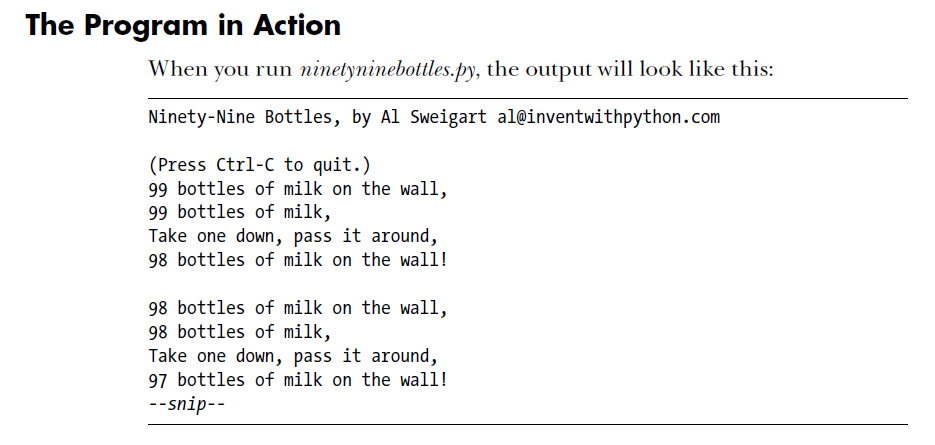 The Program in Action
When you run ninetyninebottles.py, the output will look like this:
Ninety-Nine Bottles, by Al Sweigart al@inventwithpython.com
(Press Ctrl-C to quit.)
99 bottles of milk on the wall,
99 bottles of milk,
Take one down, pass it around,
98 bottles of milk on the wall!
98 bottles of milk on the wall,
98 bottles of milk,
Take one down, pass it around,
97 bottles of milk on the wall!
--snip--